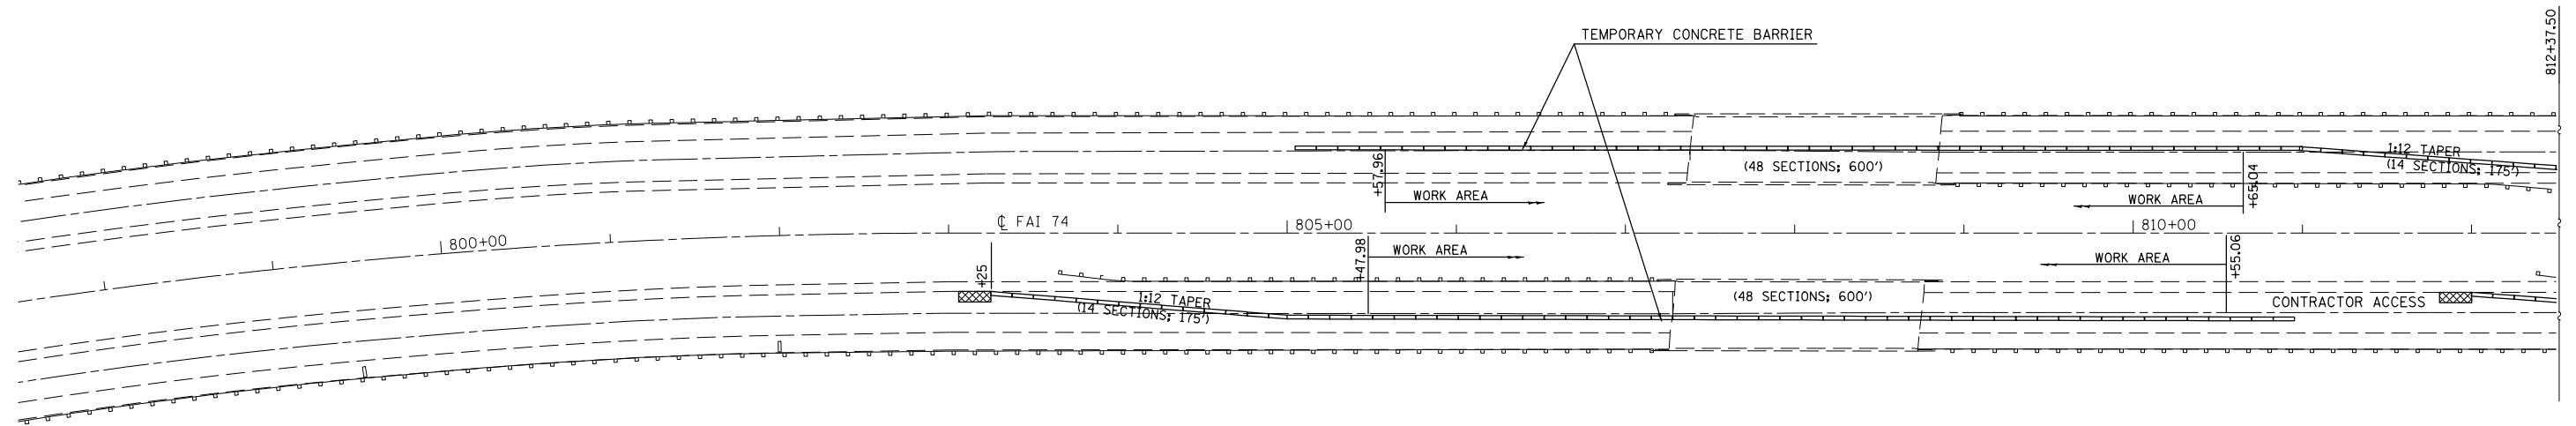 812+37.50
TEMPORARY CONCRETE BARRIER
1:12 TAPER
(14 SECTIONS; 175')
(48 SECTIONS; 600')
+57.96
WORK AREA
WORK AREA
+65.04
℄ FAI 74
800+00
805+00
810+00
+25
+47.98
WORK AREA
WORK AREA
+55.06
1:12 TAPER
(14 SECTIONS; 175')
(48 SECTIONS; 600')
CONTRACTOR ACCESS